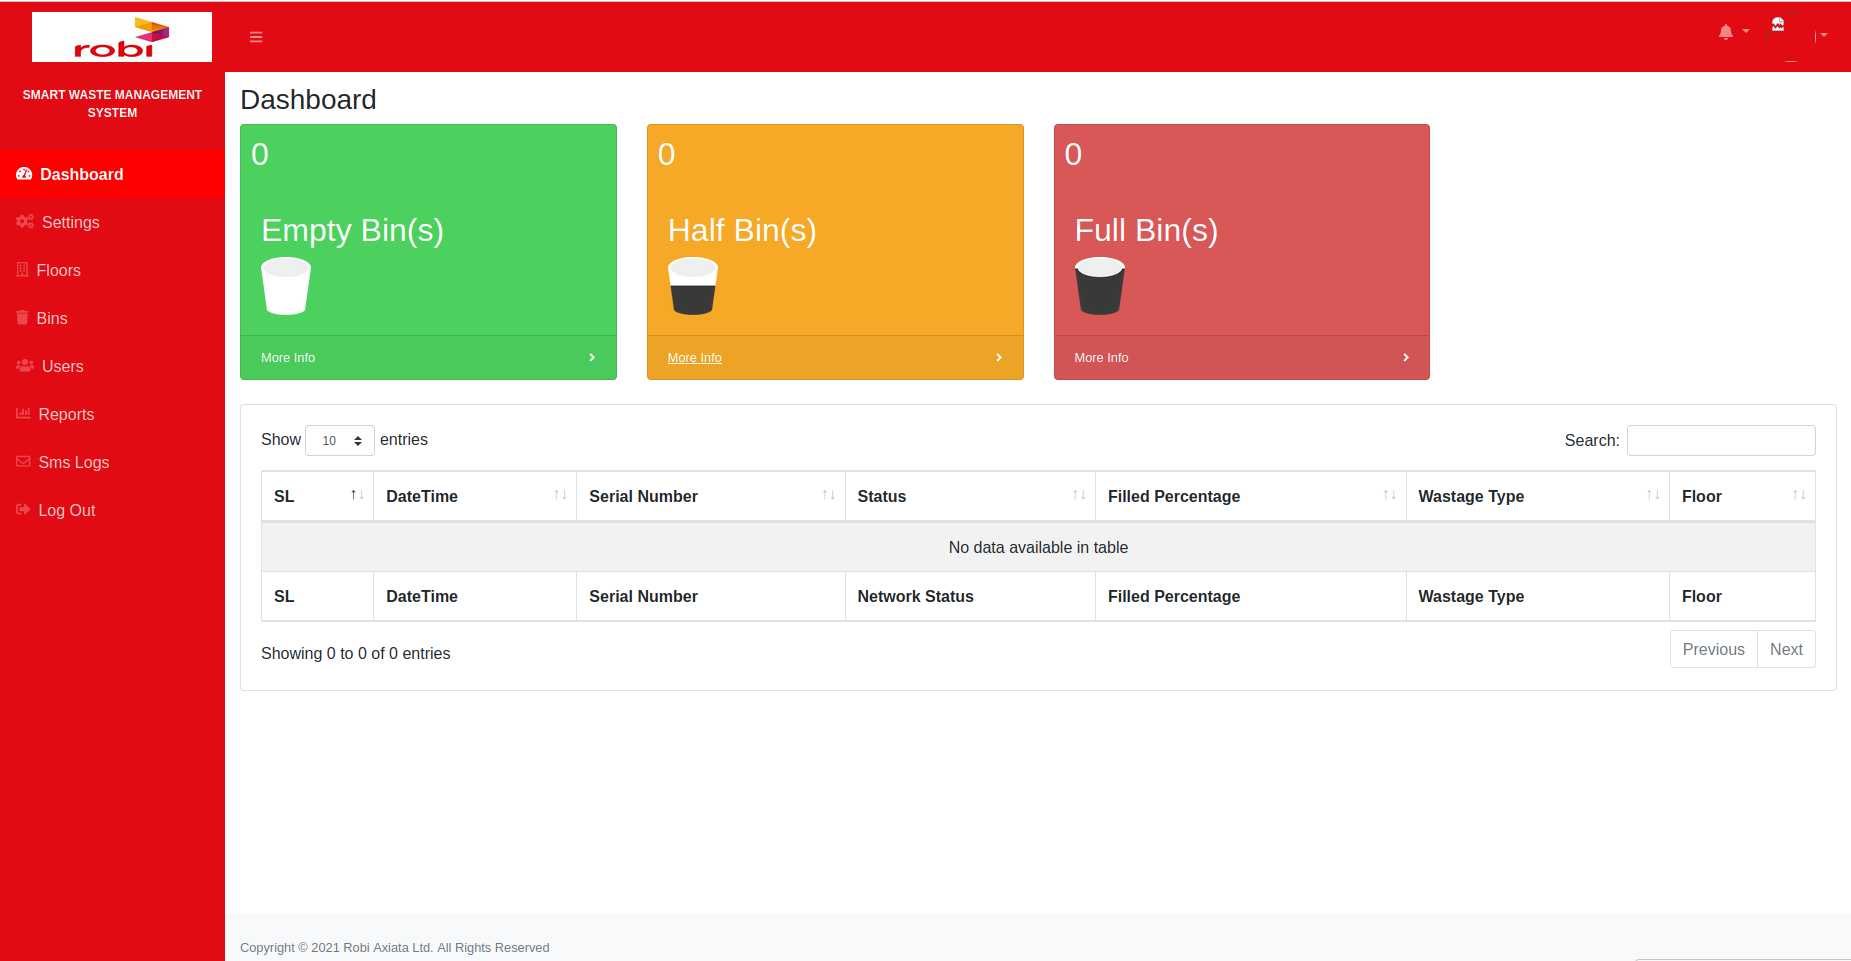 robi
SMART WASTE MANAGEMENT
SYSTEM
Dashboard
Settings
Floors
Bins
Users
Reports
Sms Logs
Log Out
Dashboard
0
Empty Bin(s)
More Info
0
Half Bin(s)
More Info
0
Full Bin(s)
More Info
Show 10 entries
Search:
SL DateTime Serial Number Status Filled Percentage Wastage Type Floor
No data available in table
SL DateTime Serial Number Network Status Filled Percentage Wastage Type Floor
Showing 0 to 0 of 0 entries
Previous Next
Copyright © 2021 Robi Axiata Ltd. All Rights Reserved